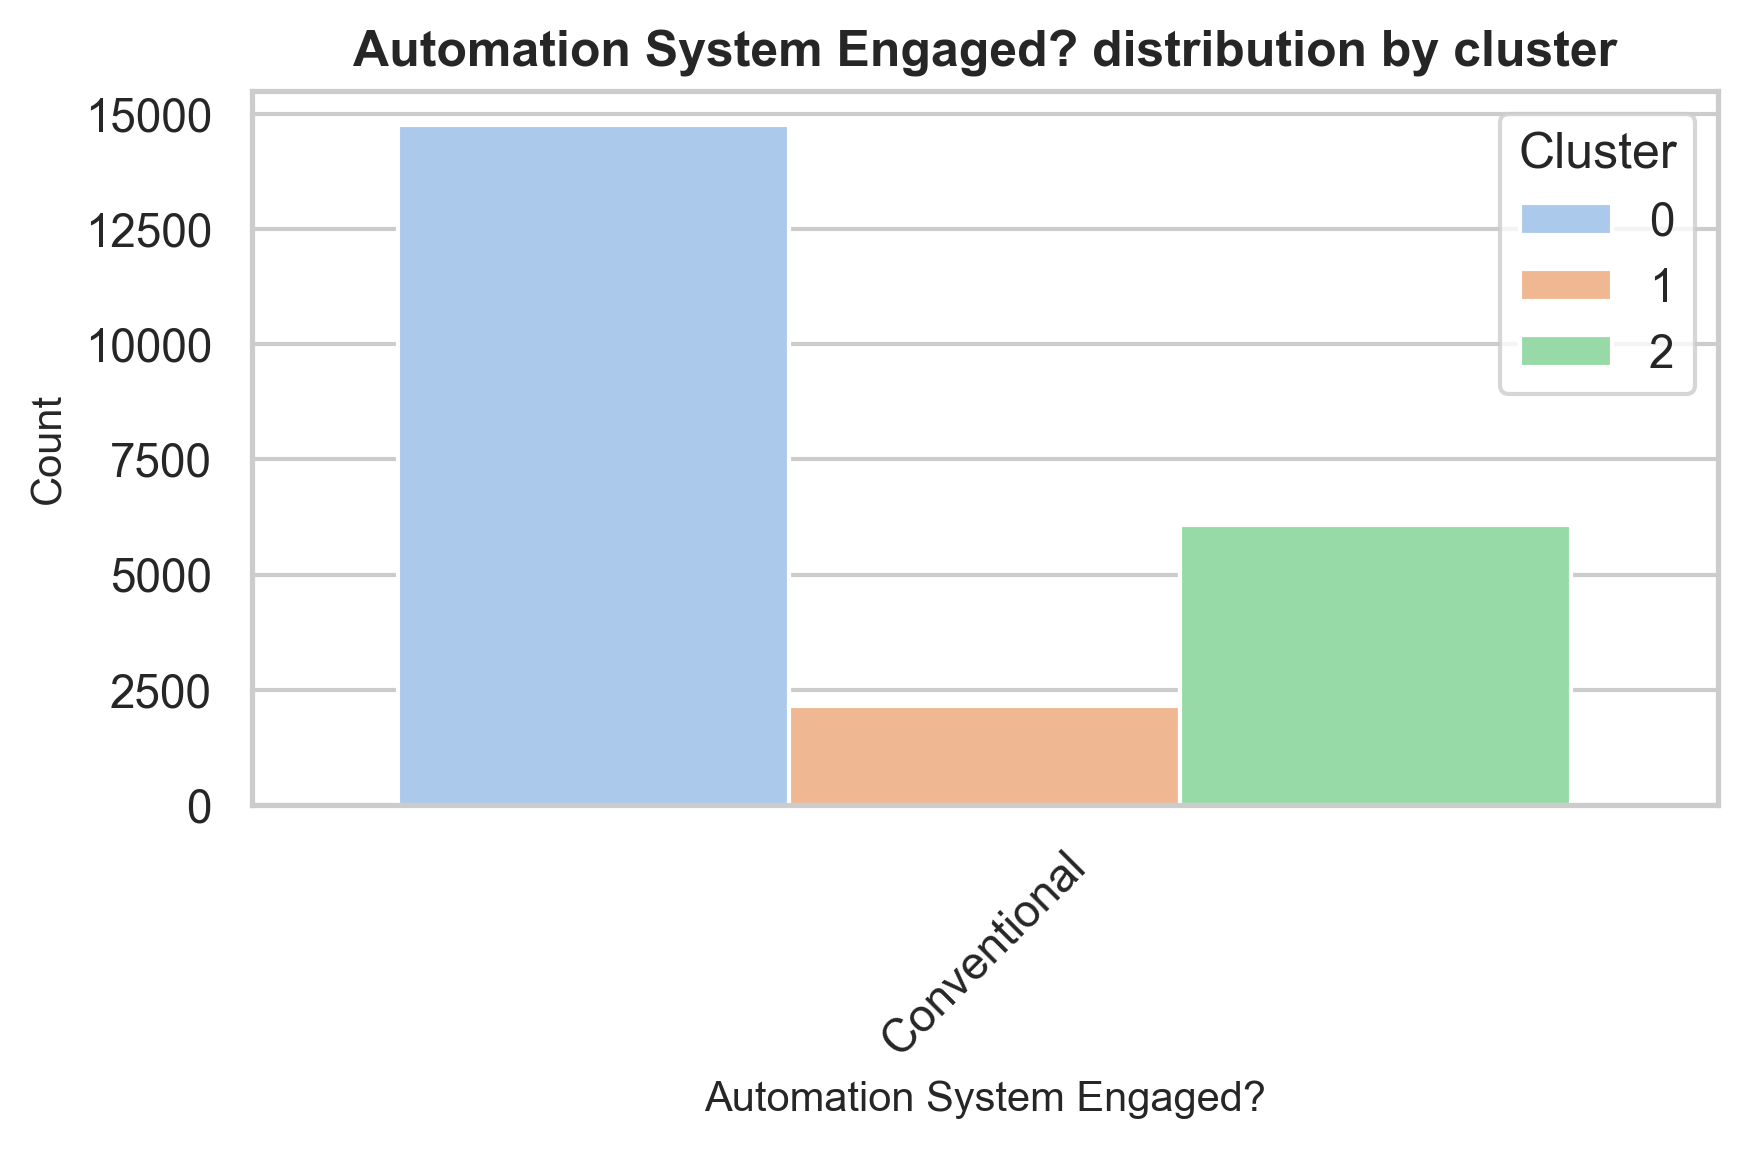 Automation System Engaged? distribution by cluster
15000
12500
10000
7500
5000
2500
0
Count
Cluster
0
1
2
Conventional
Automation System Engaged?